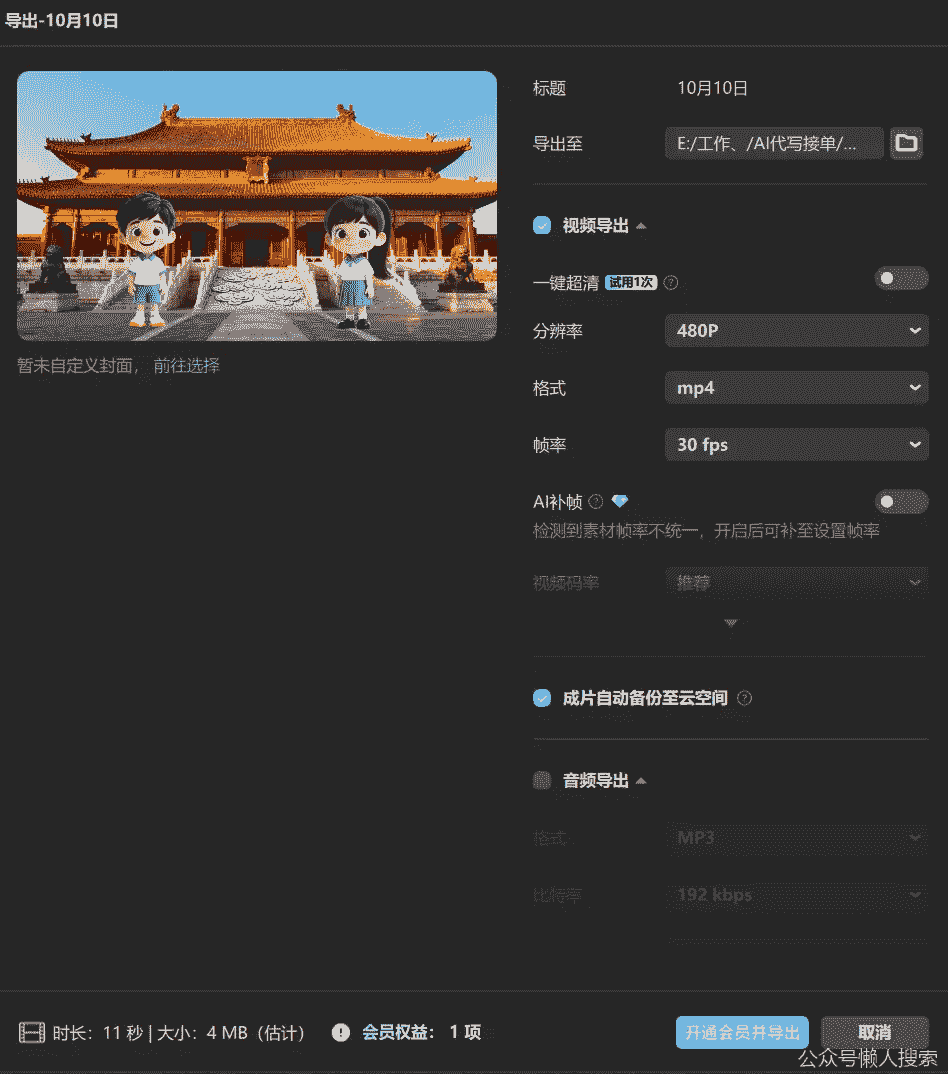 导出-10月10日
标题 10月10日
导出至 E:/工作、/AI代写接单/...
视频导出
一键超清 试用1次
分辨率 480P
格式 mp4
帧率 30 fps
AI补帧
检测到素材帧率不统一，开启后可补至设置帧率
视频码率 推荐
成片自动备份至云空间
音频导出
格式 MP3
比特率 192 kbps
暂未自定义封面， 前往选择
时长：11 秒 | 大小：4 MB（估计） 会员权益： 1 项
开通会员并导出 取消
公众号懒人搜索